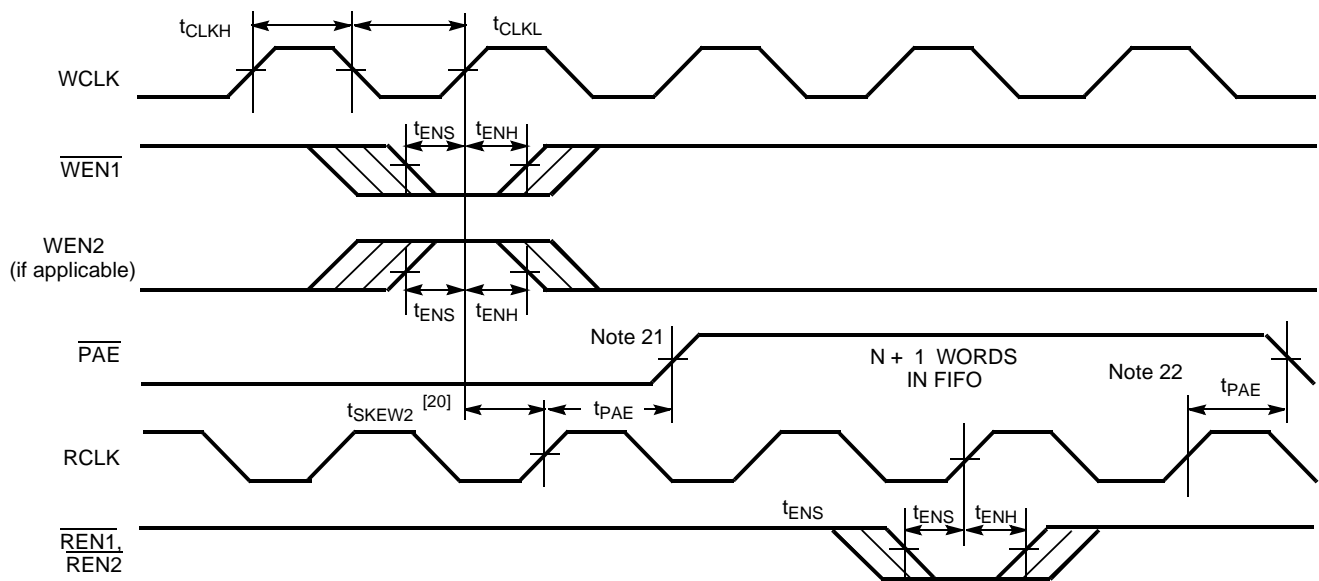 tCLKH
tCLKL
WCLK
tENS
tENH
WEN1
WEN2
(if applicable)
tENS
tENH
Note 21
PAE
N + 1 WORDS
IN FIFO
Note 22
tPAE
tSKEW2 [20]
tPAE
RCLK
tENS
tENS
tENH
REN1,
REN2